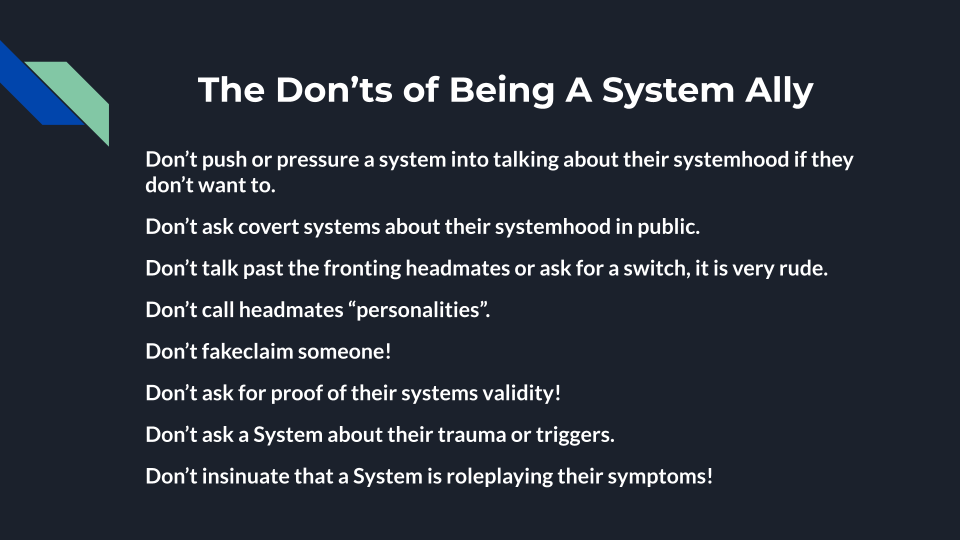 The Don’ts of Being A System Ally
Don’t push or pressure a system into talking about their systemhood if they
don’t want to.
Don’t ask covert systems about their systemhood in public.
Don’t talk past the fronting headmates or ask for a switch, it is very rude.
Don’t call headmates “personalities”.
Don’t fakeclaim someone!
Don’t ask for proof of their systems validity!
Don’t ask a System about their trauma or triggers.
Don’t insinuate that a System is roleplaying their symptoms!